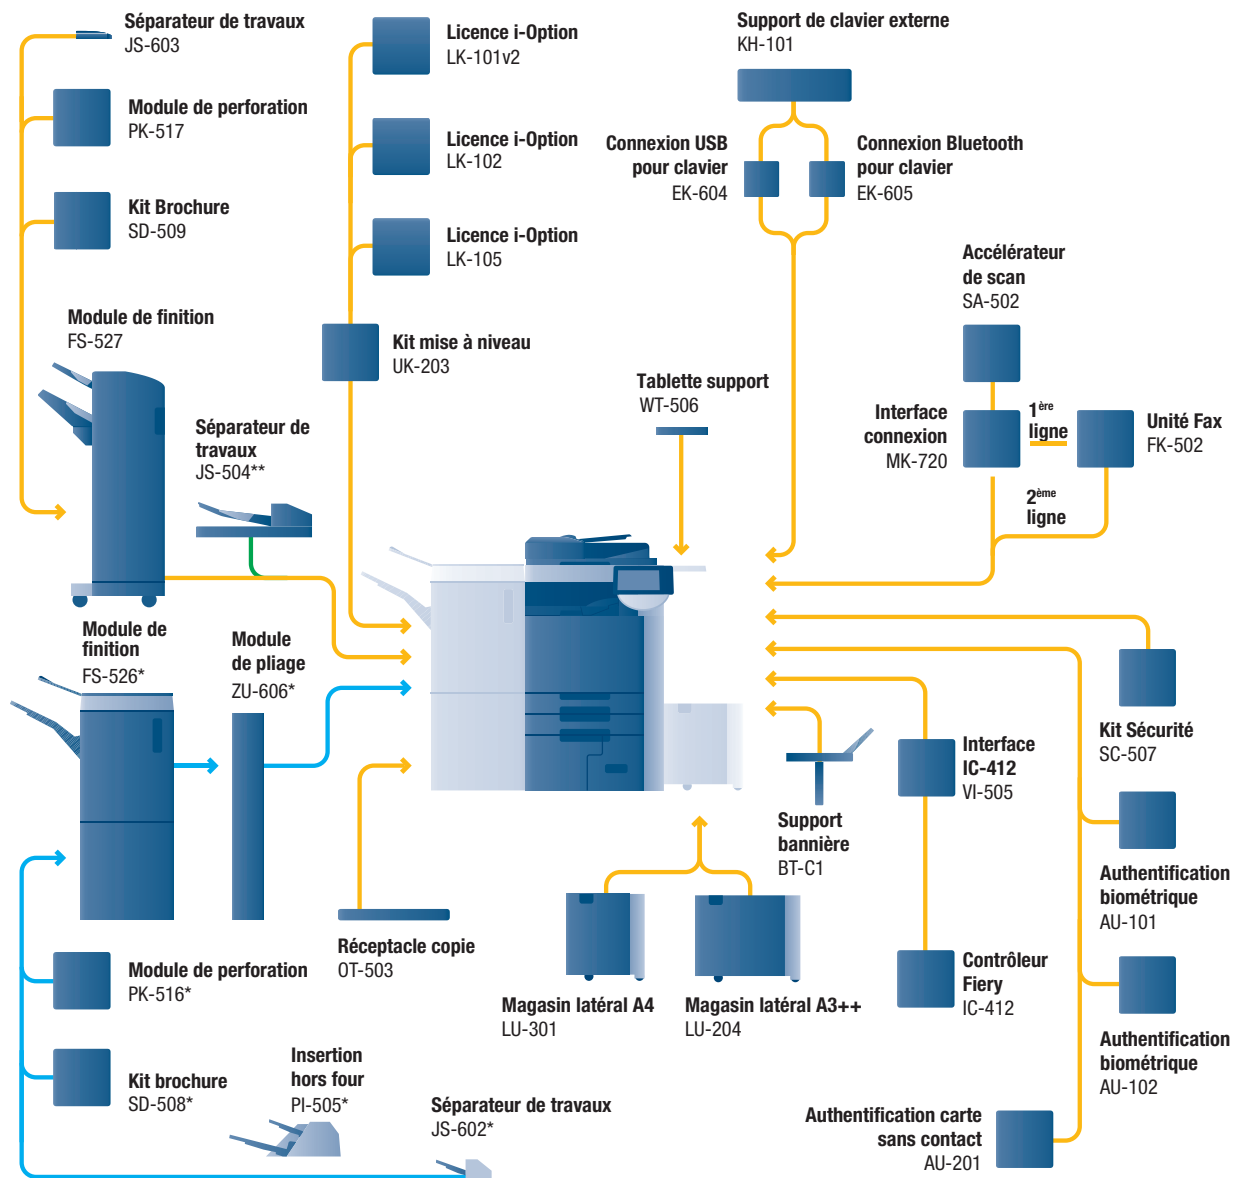 Séparateur de travaux
JS-603
Module de perforation
PK-517
Kit Brochure
SD-509
Module de finition
FS-527
Séparateur de
travaux
JS-504**
Licence i-Option
LK-101v2
Licence i-Option
LK-102
Licence i-Option
LK-105
Kit mise à niveau
UK-203
Support de clavier externe
KH-101
Connexion USB
pour clavier
EK-604
Connexion Bluetooth
pour clavier
EK-605
Accélérateur
de scan
SA-502
Tablette support
WT-506
Interface
connexion
MK-720
1ère
ligne
Unité Fax
FK-502
2ème
ligne
Module de
finition
FS-526*
Module
de pliage
ZU-606*
Kit Sécurité
SC-507
Interface
IC-412
VI-505
Support
bannière
BT-C1
Authentification
biométrique
AU-101
Réceptacle copie
OT-503
Magasin latéral A4
LU-301
Magasin latéral A3++
LU-204
Contrôleur
Fiery
IC-412
Authentification
biométrique
AU-102
Module de perforation
PK-516*
Kit brochure
SD-508*
Insertion
hors four
PI-505*
Séparateur de travaux
JS-602*
Authentification carte
sans contact
AU-201